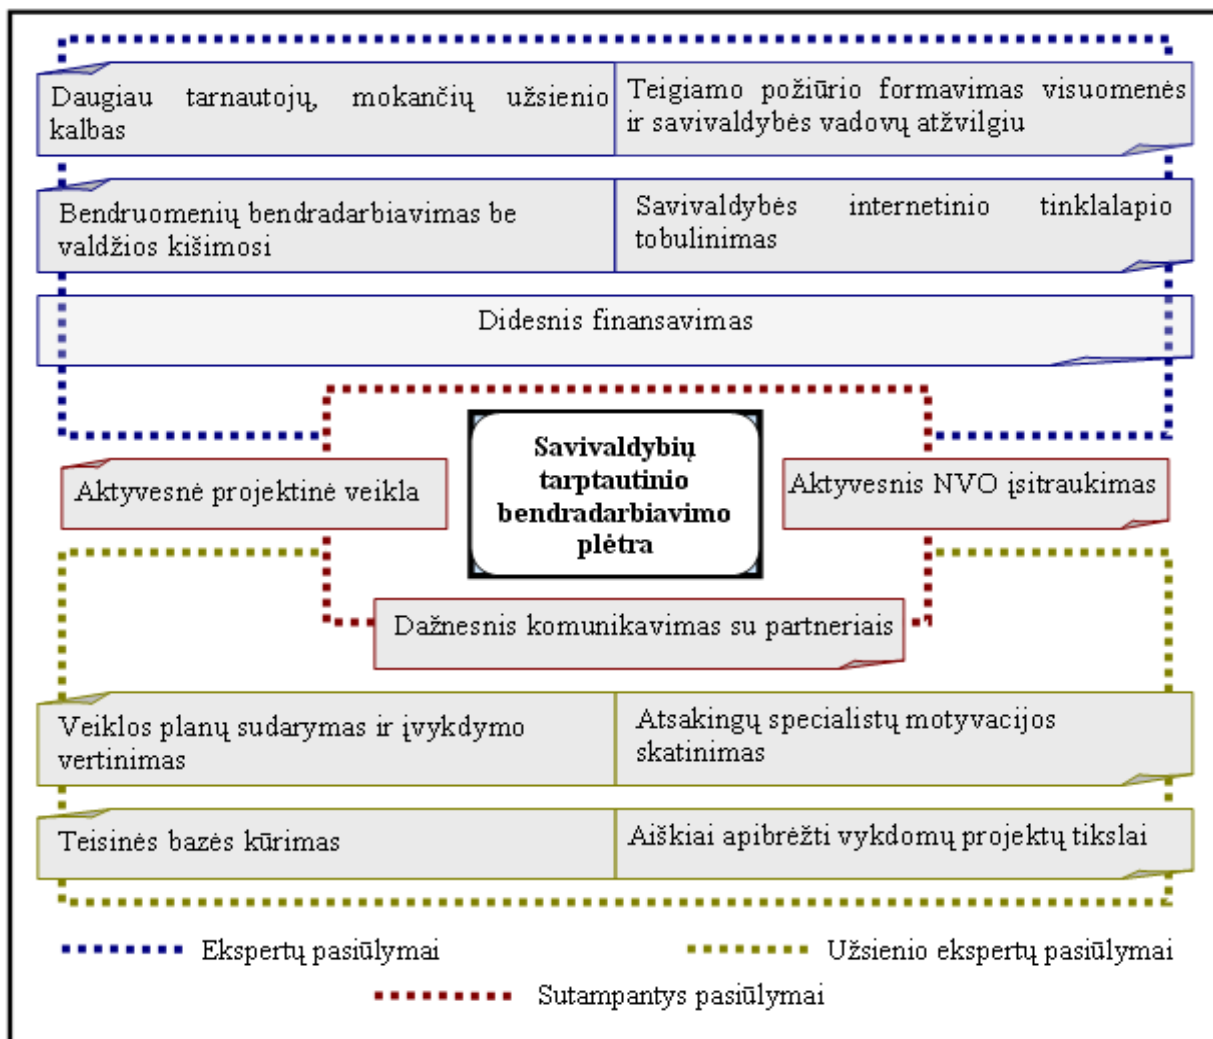 Daugiau tarnautojų, mokančių užsienio
kalbas
Teigiamo požiūrio formavimas visuomenės
ir savivaldybės vadovų atžvilgiu
Bendruomenių bendradarbiavimas be
valdžios kišimosi
Savivaldybės internetinio tinklalapio
tobulinimas
Didesnis finansavimas
Savivaldybių
tarptautinio
bendradarbiavimo
plėtra
Aktyvesnė projektinė veikla
Aktyvesnis NVO įsitraukimas
Dažnesnis komunikavimas su partneriais
Veiklos planų sudarymas ir įvykdymo
vertinimas
Atsakingų specialistų motyvacijos
skatinimas
Teisinės bazės kūrimas
Aiškiai apibrėžti vykdomų projektų tikslai
Ekspertų pasiūlymai
Užsienio ekspertų pasiūlymai
Sutampantys pasiūlymai